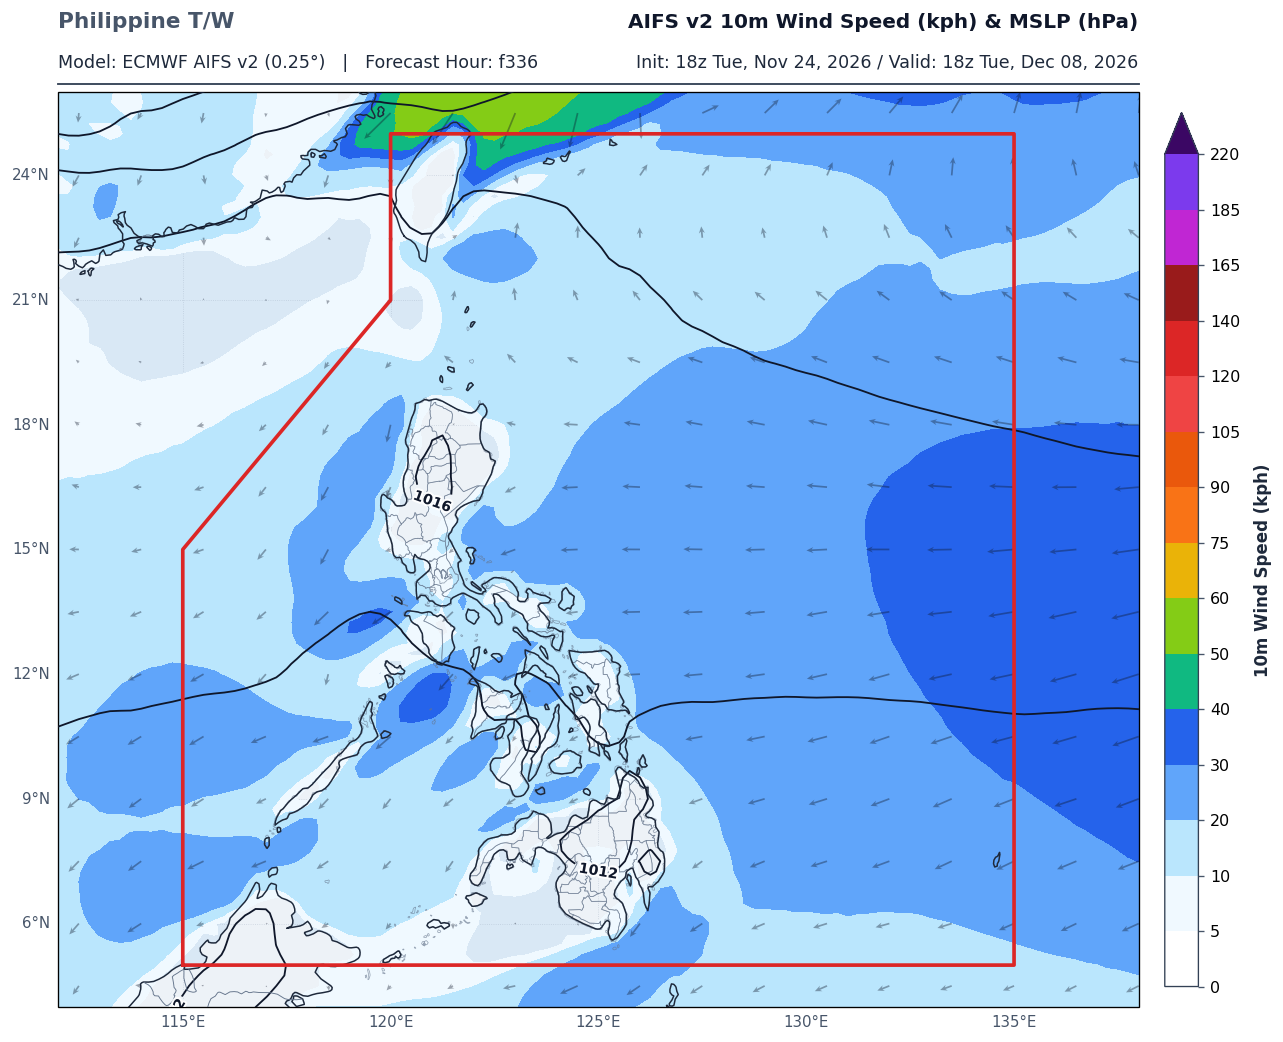 Philippine T/W
AIFS v2 10m Wind Speed (kph) & MSLP (hPa)
Model: ECMWF AIFS v2 (0.25°) | Forecast Hour: f336
Init: 18z Tue, Nov 24, 2026 / Valid: 18z Tue, Dec 08, 2026
24°N
21°N
18°N
15°N
12°N
9°N
6°N
115°E
120°E
125°E
130°E
135°E
1016
1012
2
220
185
165
140
120
105
90
75
60
50
40
30
20
10
5
0
10m Wind Speed (kph)